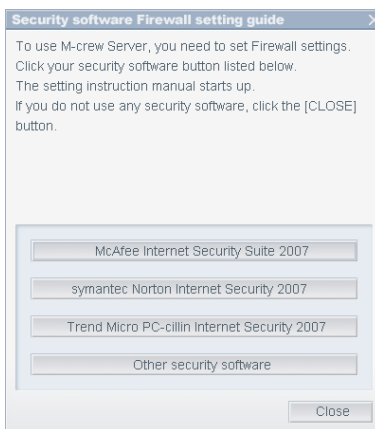 Security software Firewall setting guide
To use M-crew Server, you need to set Firewall settings.
Click your security software button listed below.
The setting instruction manual starts up.
If you do not use any security software, click the [CLOSE]
button.
McAfee Internet Security Suite 2007
symantec Norton Internet Security 2007
Trend Micro PC-cillin Internet Security 2007
Other security software
Close